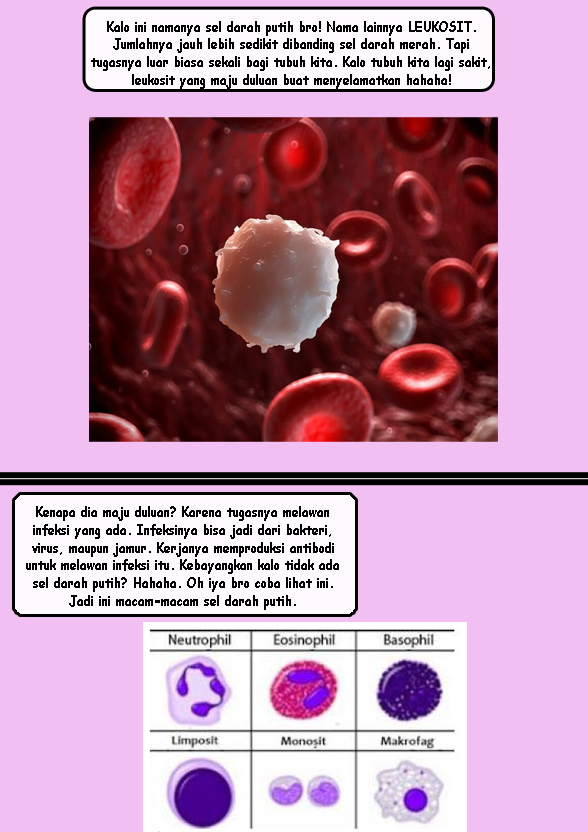 Kalo ini namanya sel darah putih bro! Nama lainnya LEUKOSIT.
Jumlahnya jauh lebih sedikit dibanding sel darah merah. Tapi
tugasnya luar biasa sekali bagi tubuh kita. Kalo tubuh kita lagi sakit,
leukosit yang maju duluan buat menyelamatkan hahaha!
Kenapa dia maju duluan? Karena tugasnya melawan
infeksi yang ada. Infeksinya bisa jadi dari bakteri,
virus, maupun jamur. Kerjanya memproduksi antibodi
untuk melawan infeksi itu. Kebayangkan kalo tidak ada
sel darah putih? Hahaha. Oh iya bro coba lihat ini.
Jadi ini macam-macam sel darah putih.
Neutrophil Eosinophil Basophil
Limposit Monosit Makrofag